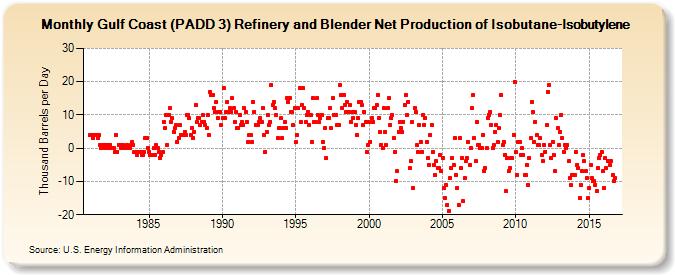 Monthly Gulf Coast (PADD 3) Refinery and Blender Net Production of Isobutane-Isobutylene
Thousand Barrels per Day
30
20
10
0
-10
-20
1985 1990 1995 2000 2005 2010 2015
Source: U.S. Energy Information Administration